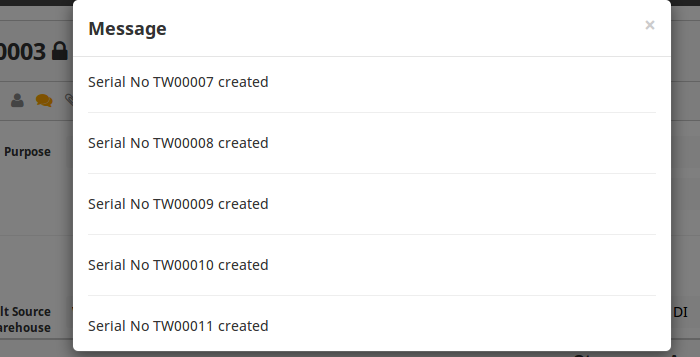 Message
×
0003
Serial No TW00007 created
Serial No TW00008 created
Purpose
Serial No TW00009 created
Serial No TW00010 created
lt Source
arehouse
DI
Serial No TW00011 created